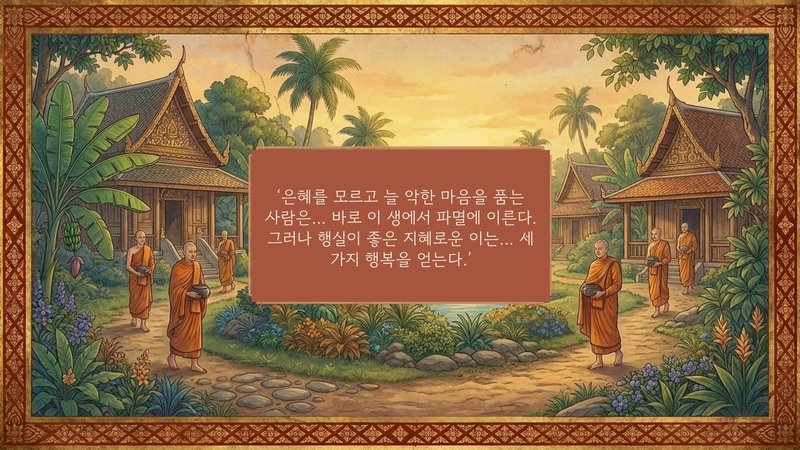 ‘은혜를 모르고 늘 악한 마음을 품는
사람은... 바로 이 생에서 파멸에 이른다.
그러나 행실이 좋은 지혜로운 이는... 세
가지 행복을 얻는다.’